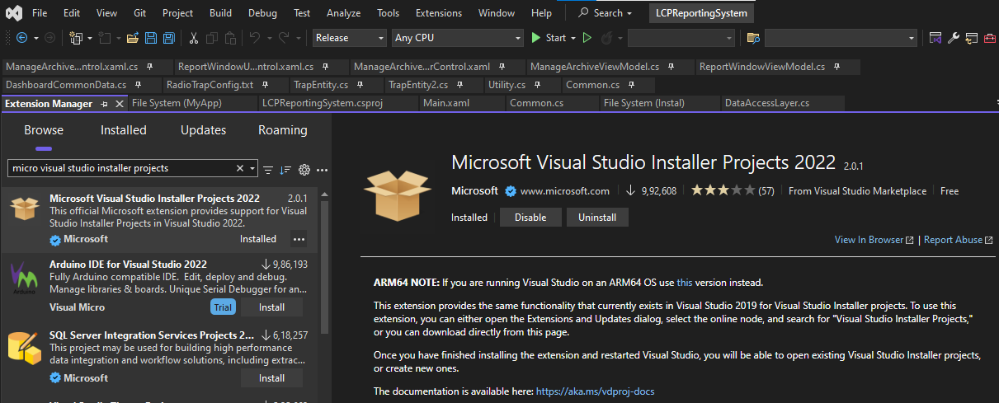 File Edit View Git Project Build Debug Test Analyze Tools Extensions Window Help Search LCPReportingSystem
Release Any CPU Start
ManageArchive...ntrol.xaml.cs ReportWindowU...ntrol.xaml.cs ManageArchive...rControl.xaml ManageArchiveViewModel.cs ReportWindowViewModel.cs
DashboardCommonData.cs RadioTrapConfig.txt TrapEntity.cs TrapEntity2.cs Utility.cs Common.cs
Extension Manager File System (MyApp) LCPReportingSystem.csproj Main.xaml Common.cs File System (Instal) DataAccessLayer.cs
Browse Installed Updates Roaming
micro visual studio installer projects
Microsoft Visual Studio Installer Projects 2022 2.0.1
This official Microsoft extension provides support for Visual
Studio Installer Projects in Visual Studio 2022.
Microsoft Installed
Arduino IDE for Visual Studio 2022 9,86,193
Fully Arduino compatible IDE. Edit, deploy and debug.
Manage libraries & boards. Unique Serial Debugger for an...
Arduino
Visual Micro Trial Install
SQL Server Integration Services Projects 2... 6,18,257
This project may be used for building high performance
data integration and workflow solutions, including extrac...
Microsoft Install
Microsoft Visual Studio Installer Projects 2022 2.0.1
Microsoft www.microsoft.com 9,92,608 (57) From Visual Studio Marketplace Free
Installed Disable Uninstall
View In Browser | Report Abuse
ARM64 NOTE: If you are running Visual Studio on an ARM64 OS use this version instead.
This extension provides the same functionality that currently exists in Visual Studio 2019 for Visual Studio Installer projects. To use this
extension, you can either open the Extensions and Updates dialog, select the online node, and search for "Visual Studio Installer Projects,"
or you can download directly from this page.
Once you have finished installing the extension and restarted Visual Studio, you will be able to open existing Visual Studio Installer projects,
or create new ones.
The documentation is available here: https://aka.ms/vdproj-docs